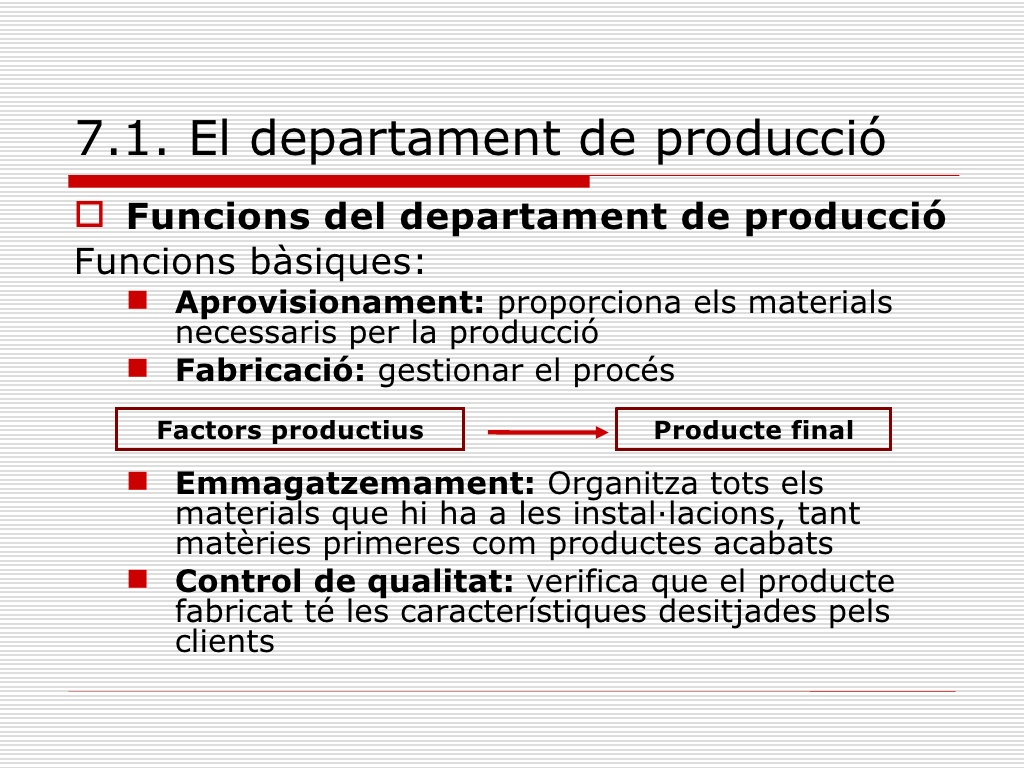 7.1. El departament de producció
Funcions del departament de producció
Funcions bàsiques:
Aprovisionament: proporciona els materials
necessaris per la producció
Fabricació: gestionar el procés
Factors productius
Producte final
Emmagatzemament: Organitza tots els
materials que hi ha a les instal·lacions, tant
matèries primeres com productes acabats
Control de qualitat: verifica que el producte
fabricat té les característiques desitjades pels
clients